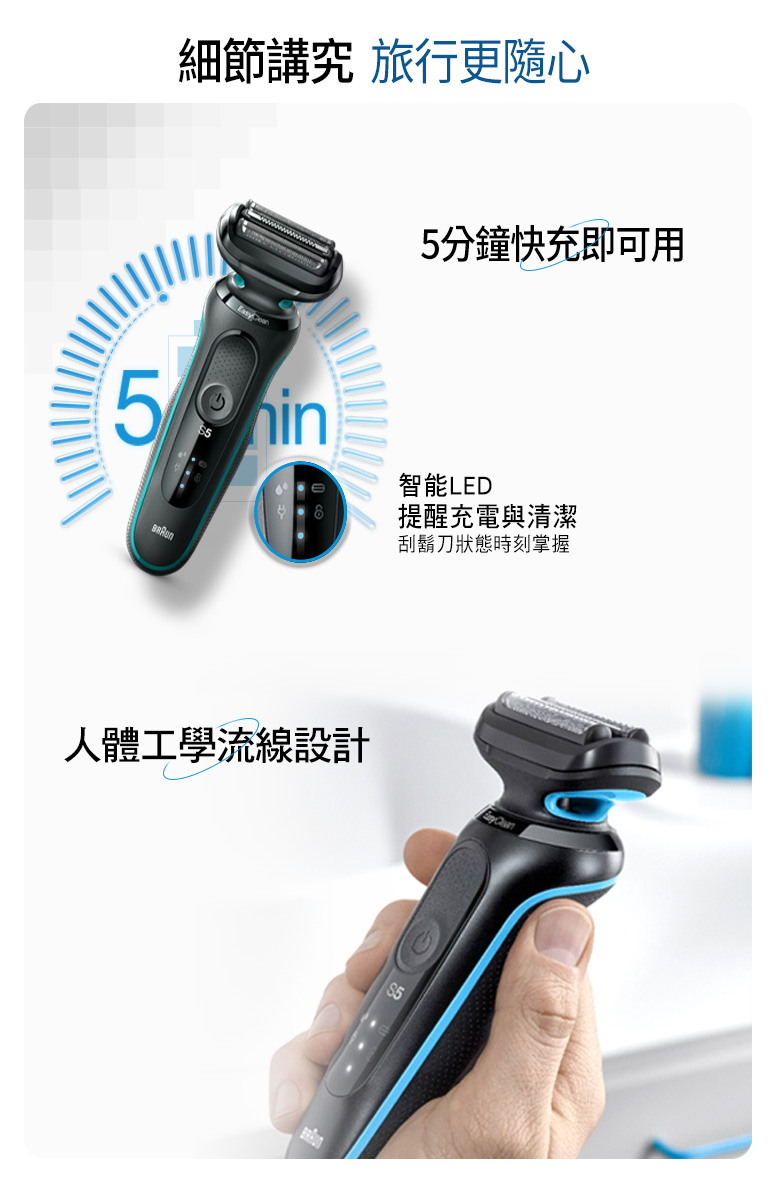 細節講究 旅行更隨心
5分鐘快充即可用
EasyClean
5 min
S5
BRAUN
智能LED
提醒充電與清潔
刮鬍刀狀態時刻掌握
人體工學流線設計
EasyClean
S5
BRAUN